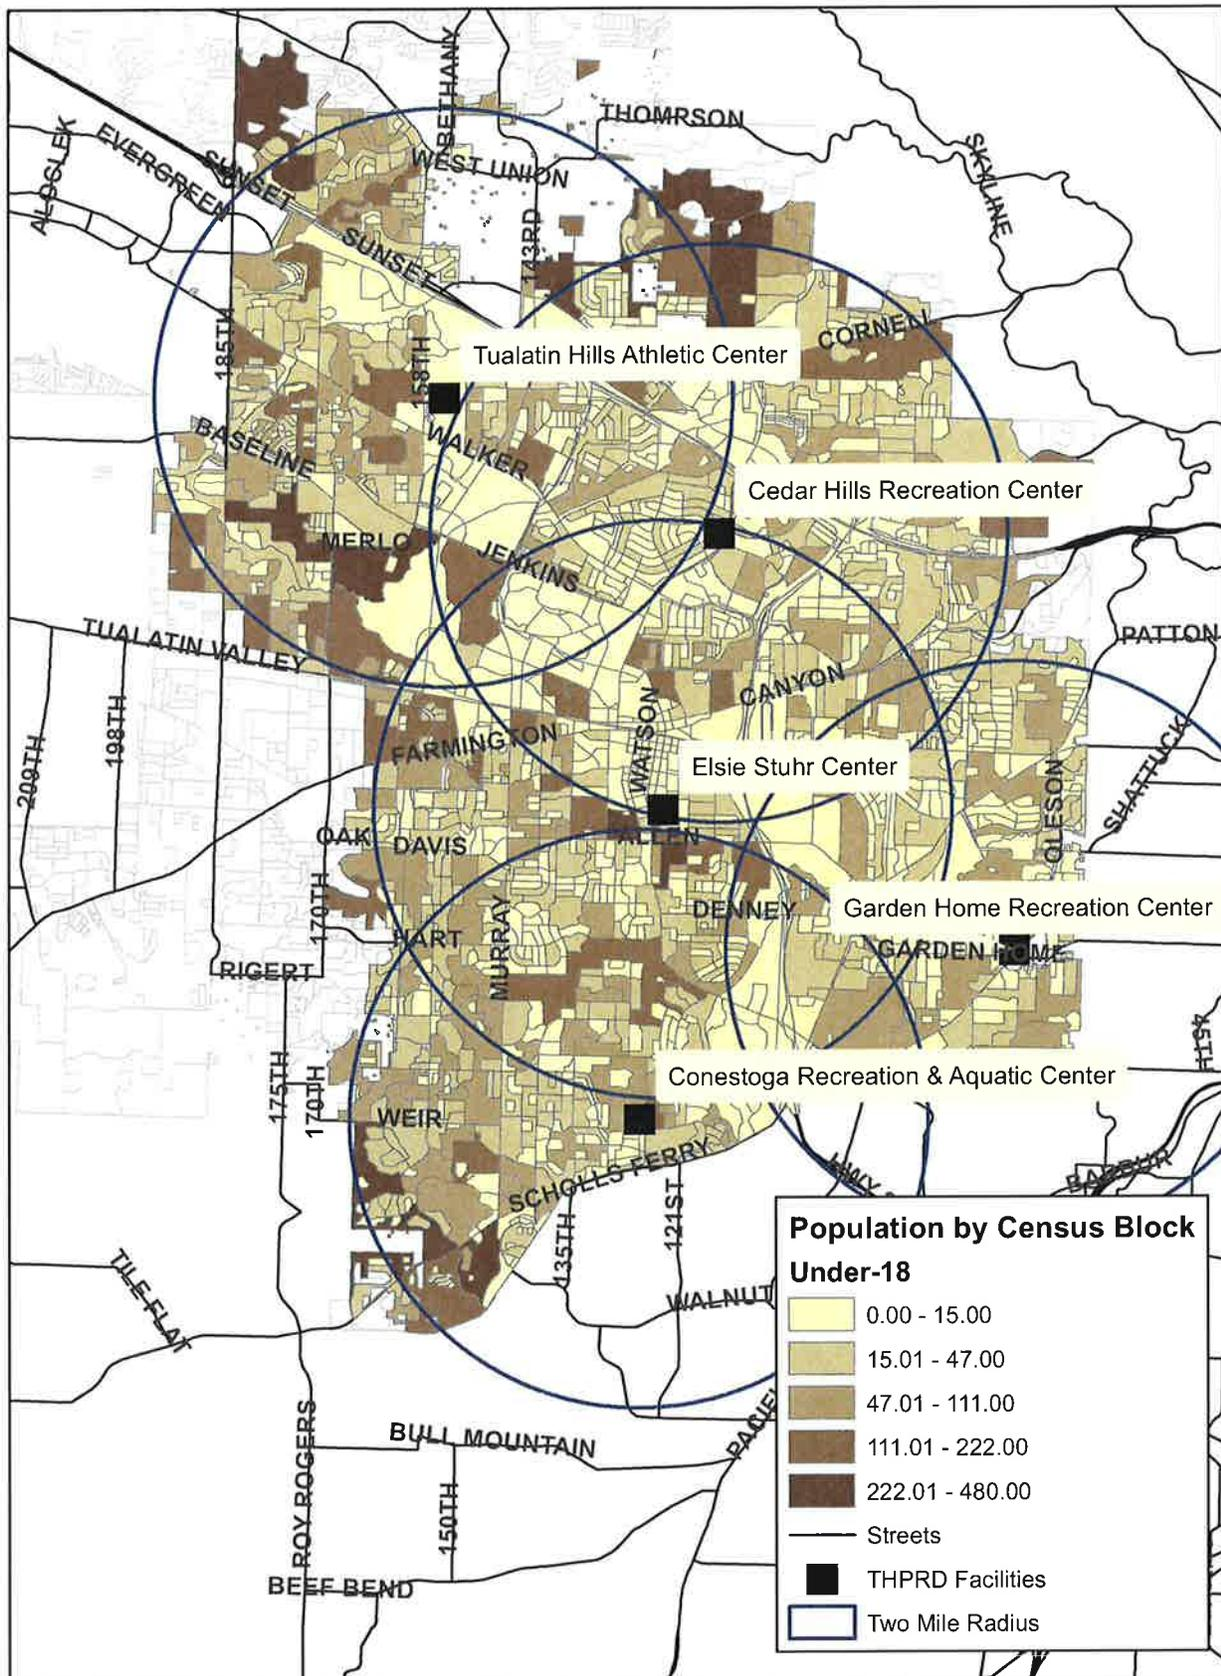 BETHANY
THOMRSON
ALOCLEK
EVERGREEN
SUNSET
WEST UNION
SKYLINE
SUNSET
143RD
CORNELL
185TH
158TH
Tualatin Hills Athletic Center
BASELINE
WALKER
Cedar Hills Recreation Center
MERLO
JENKINS
TUALATIN VALLEY
PATTON
198TH
209TH
CANYON
WATSON
FARMINGTON
SHATTUCK
Elsie Stuhr Center
OLESON
OAK
DAVIS
ALLEN
170TH
DENNEY
Garden Home Recreation Center
HART
MURRAY
GARDEN HOME
RIGERT
45TH
175TH
170TH
Conestoga Recreation & Aquatic Center
WEIR
SCHOLLS FERRY
HWY
BARBUR
135TH
121ST
TILE FLAT
WALNUT
Population by Census Block
Under-18
0.00 - 15.00
15.01 - 47.00
47.01 - 111.00
111.01 - 222.00
222.01 - 480.00
Streets
THPRD Facilities
Two Mile Radius
ROY ROGERS
BULL MOUNTAIN
150TH
BEEF BEND